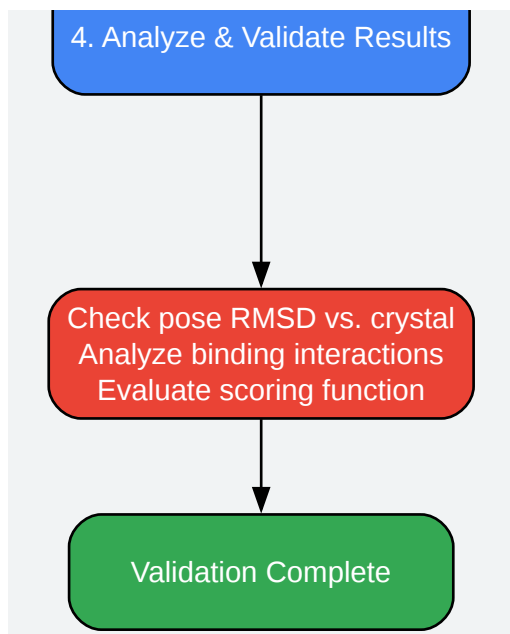 4. Analyze & Validate Results
Check pose RMSD vs. crystal
Analyze binding interactions
Evaluate scoring function
Validation Complete